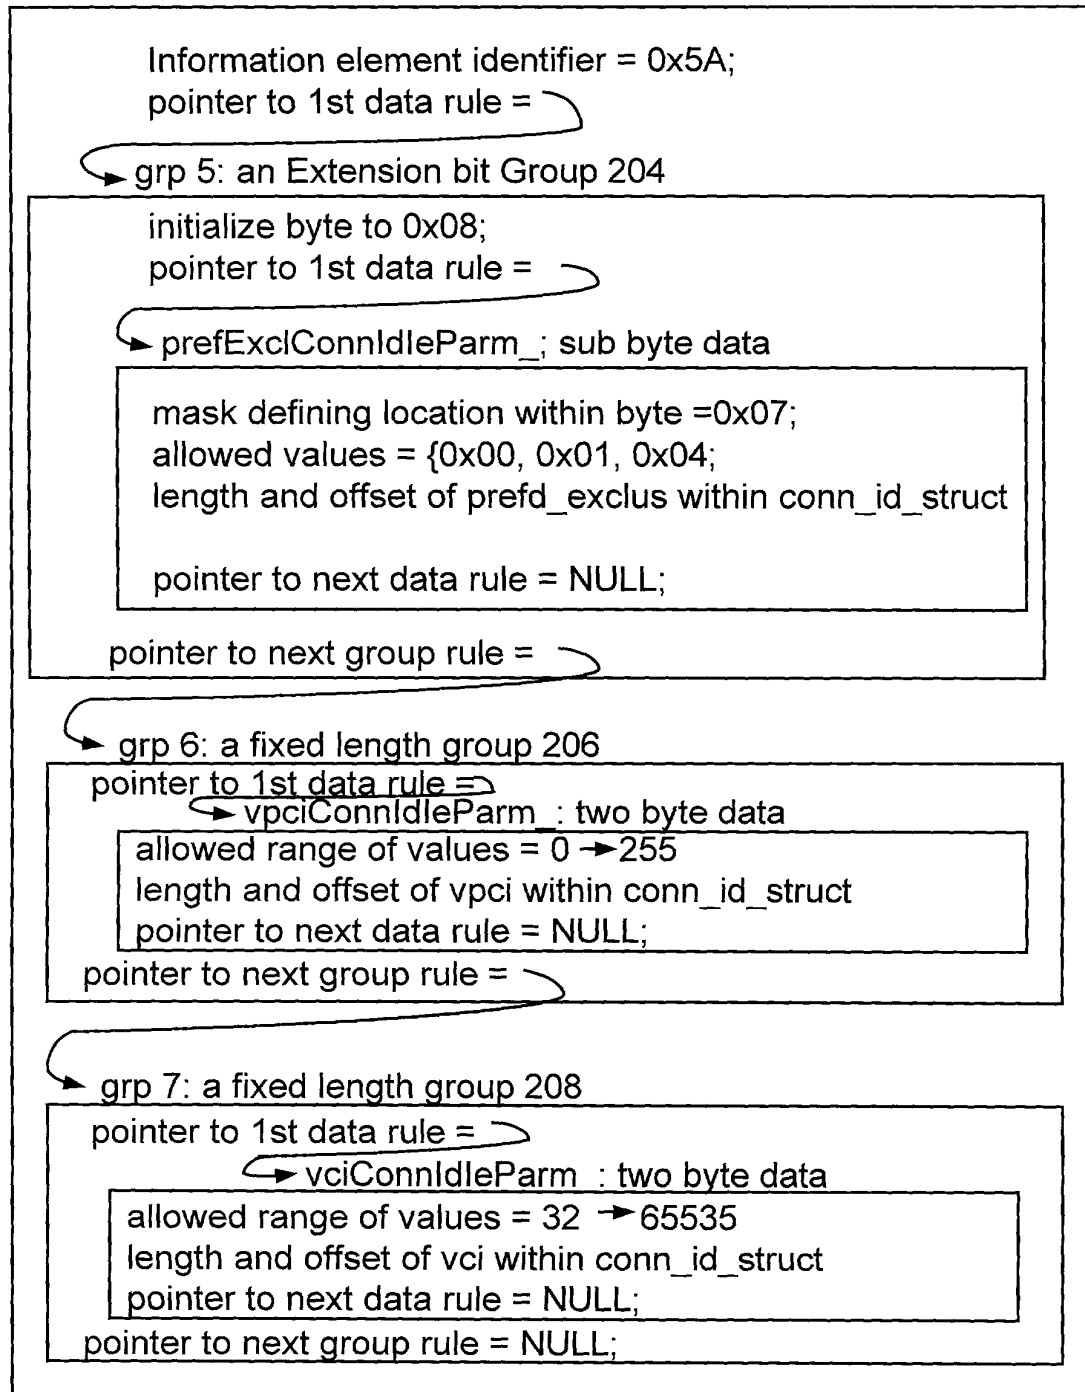 Information element identifier = 0x5A;
pointer to 1st data rule =
grp 5: an Extension bit Group 204
initialize byte to 0x08;
pointer to 1st data rule =
prefExclConnIdleParm_; sub byte data
mask defining location within byte =0x07;
allowed values = {0x00, 0x01, 0x04;
length and offset of prefd_exclus within conn_id_struct
pointer to next data rule = NULL;
pointer to next group rule =
grp 6: a fixed length group 206
pointer to 1st data rule =
vpciConnIdleParm_: two byte data
allowed range of values = 0 → 255
length and offset of vpci within conn_id_struct
pointer to next data rule = NULL;
pointer to next group rule =
grp 7: a fixed length group 208
pointer to 1st data rule =
vciConnIdleParm_: two byte data
allowed range of values = 32 → 65535
length and offset of vci within conn_id_struct
pointer to next data rule = NULL;
pointer to next group rule = NULL;